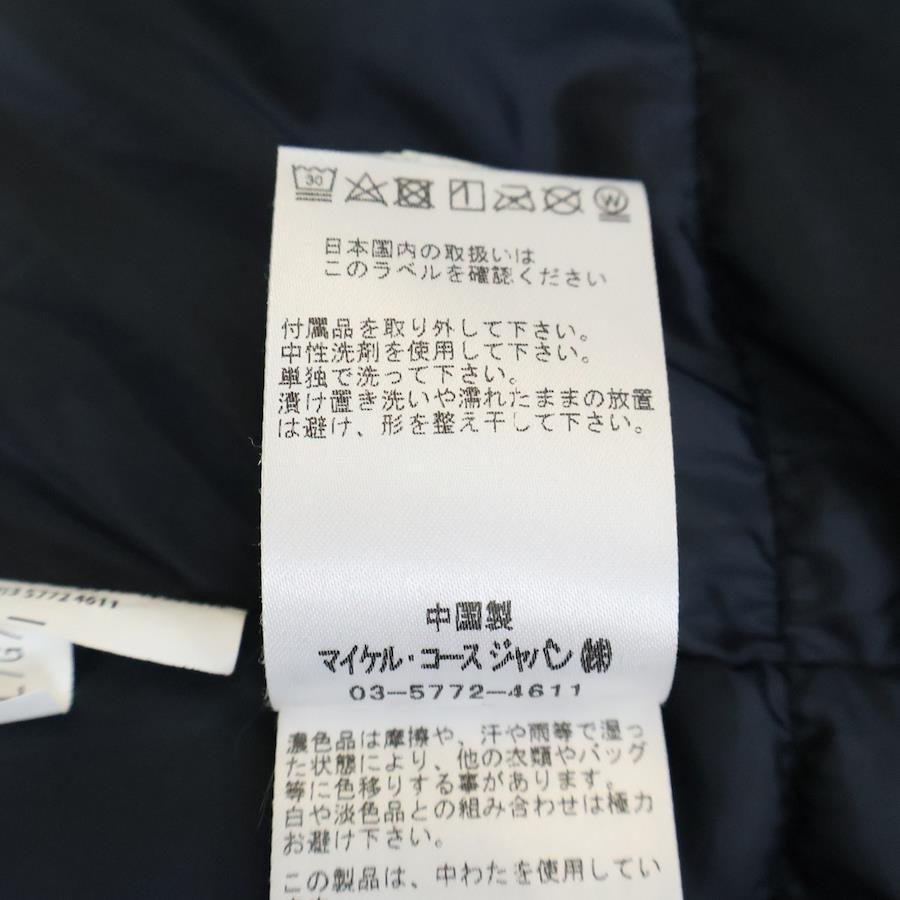 30
W
日本国内の取扱いは
このラベルを確認ください
付属品を取り外して下さい。
中性洗剤を使用して下さい。
単独で洗って下さい。
漬け置き洗いや濡れたままの放置
は避け、形を整え干して下さい。
中国製
マイケル・コース ジャパン ㈱
03-5772-4611
03 5772 4611
濃色品は摩擦や、汗や雨等で湿っ
た状態により、他の衣類やバッグ
等に色移りする事があります。
白や淡色品との組み合わせは極力
お避け下さい。
この製品は、中わたを使用してい